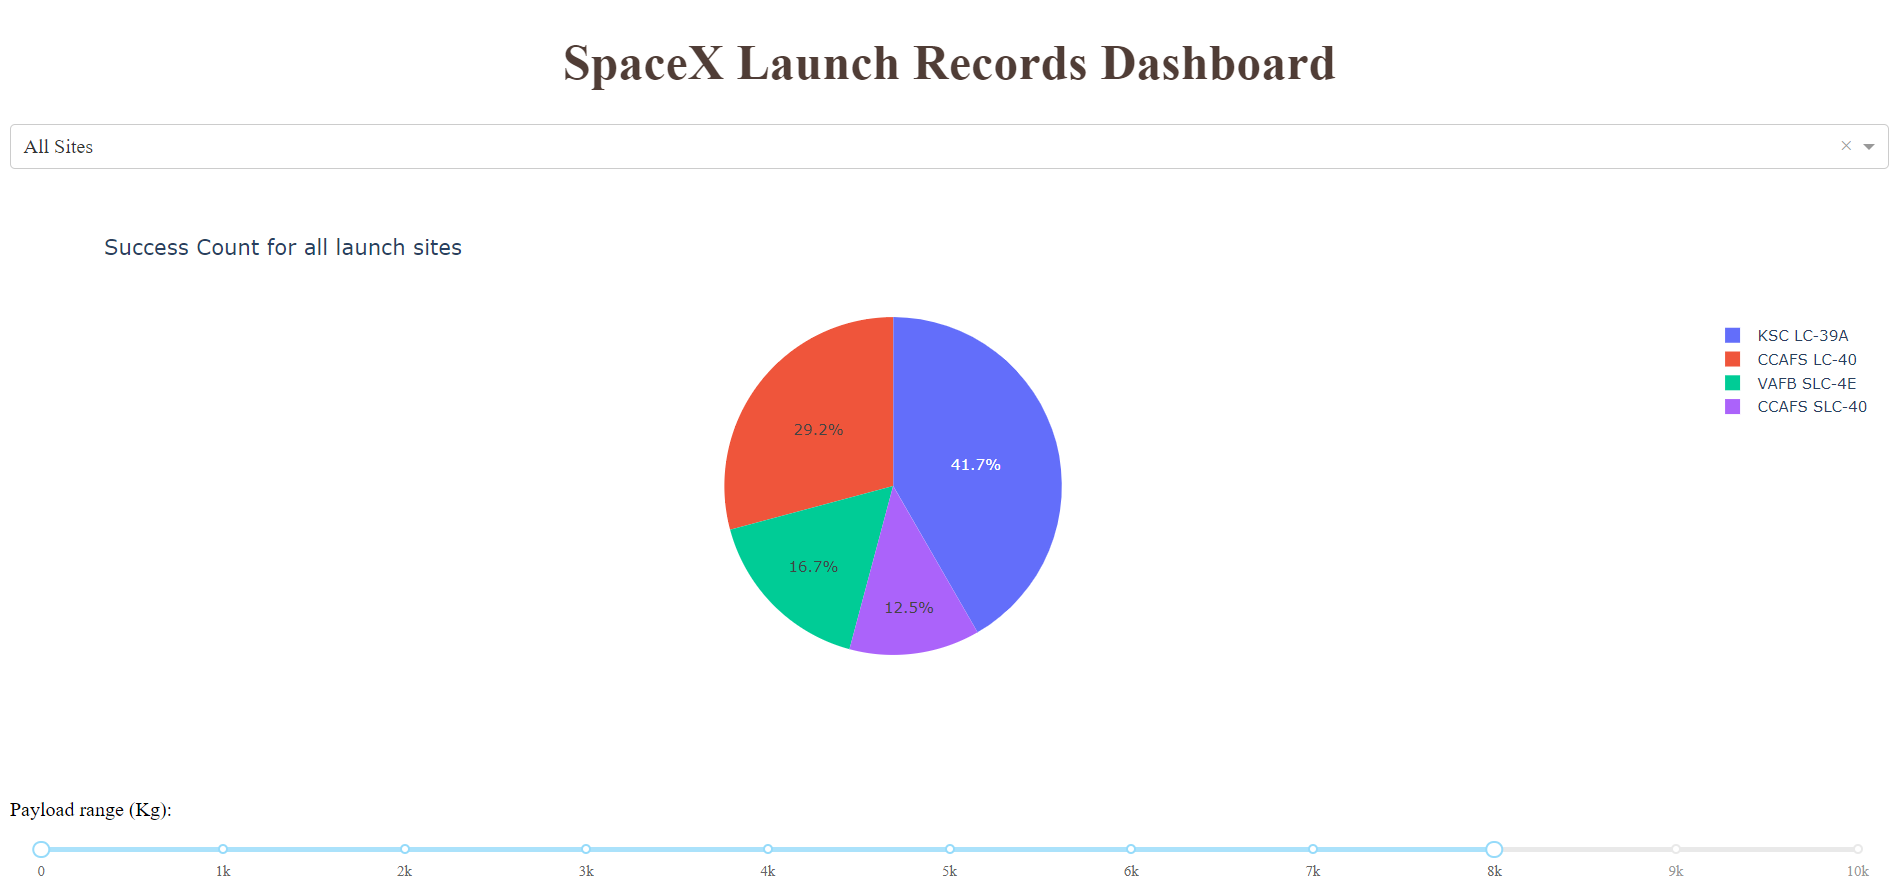 SpaceX Launch Records Dashboard
All Sites
×
Success Count for all launch sites
KSC LC-39A
CCAFS LC-40
VAFB SLC-4E
CCAFS SLC-40
29.2%
41.7%
16.7%
12.5%
Payload range (Kg):
0 1k 2k 3k 4k 5k 6k 7k 8k 9k 10k